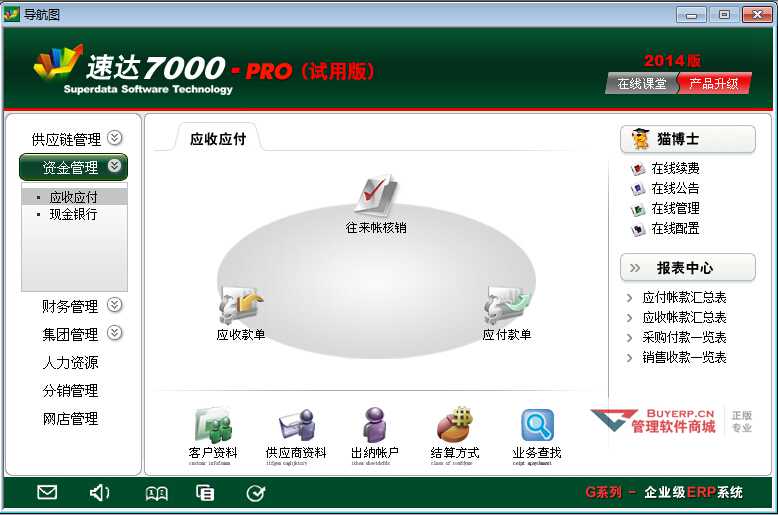 导航图
速达7000-PRO(试用版)
Superdata Software Technology
2014版
在线课堂 产品升级
供应链管理
资金管理
应收应付
现金银行
财务管理
集团管理
人力资源
分销管理
网店管理
应收应付
往来帐核销
应收款单
应付款单
客户资料
供应商资料
出纳帐户
结算方式
业务查找
猫博士
在线续费
在线公告
在线管理
在线配置
报表中心
应付帐款汇总表
应收帐款汇总表
采购付款一览表
销售收款一览表
BUYERP.CN
管理软件商城
正版
专业
G系列 - 企业级ERP系统